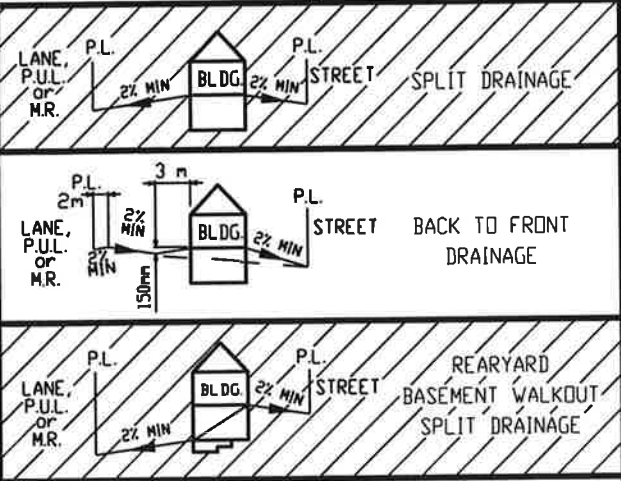 LANE,
P.U.L.
or
M.R.
P.L.
2% MIN
BLDG.
2% MIN
P.L.
STREET
SPLIT DRAINAGE
LANE,
P.U.L.
or
M.R.
P.L.
2m
2%
MIN
2%
MIN
3 m
150mm
BLDG.
2% MIN
P.L.
STREET
BACK TO FRONT
DRAINAGE
LANE,
P.U.L.
or
M.R.
P.L.
2% MIN
BLDG.
2% MIN
P.L.
STREET
REARYARD
BASEMENT WALKOUT
SPLIT DRAINAGE